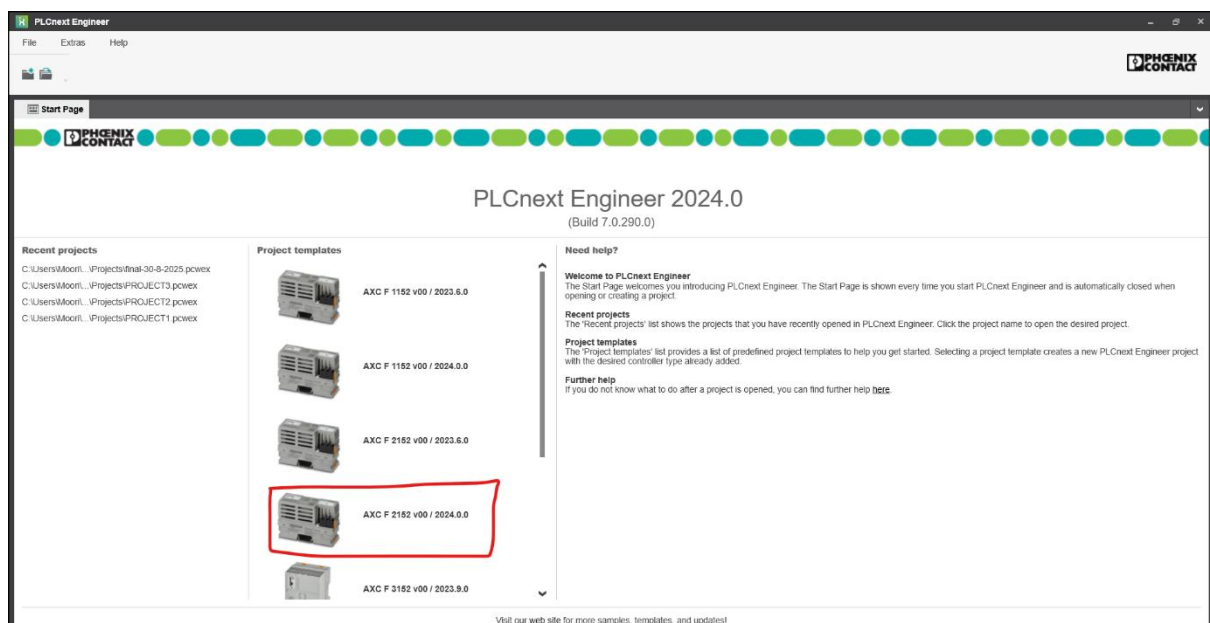 PLCnext Engineer
File Extras Help
PHŒNIX
CONTACT
Start Page
PHŒNIX
CONTACT
PLCnext Engineer 2024.0
(Build 7.0.290.0)
Recent projects
C:\Users\Moori\...\Projects\final-30-8-2025.pcwex
C:\Users\Moori\...\Projects\PROJECT3.pcwex
C:\Users\Moori\...\Projects\PROJECT2.pcwex
C:\Users\Moori\...\Projects\PROJECT1.pcwex
Project templates
AXC F 1152 v00 / 2023.6.0
AXC F 1152 v00 / 2024.0.0
AXC F 2152 v00 / 2023.6.0
AXC F 2152 v00 / 2024.0.0
AXC F 3152 v00 / 2023.9.0
Need help?
Welcome to PLCnext Engineer
The Start Page welcomes you introducing PLCnext Engineer. The Start Page is shown every time you start PLCnext Engineer and is automatically closed when
opening or creating a project.
Recent projects
The 'Recent projects' list shows the projects that you have recently opened in PLCnext Engineer. Click the project name to open the desired project.
Project templates
The 'Project templates' list provides a list of predefined project templates to help you get started. Selecting a project template creates a new PLCnext Engineer project
with the desired controller type already added.
Further help
If you do not know what to do after a project is opened, you can find further help here.
Visit our web site for more samples, templates, and updates!